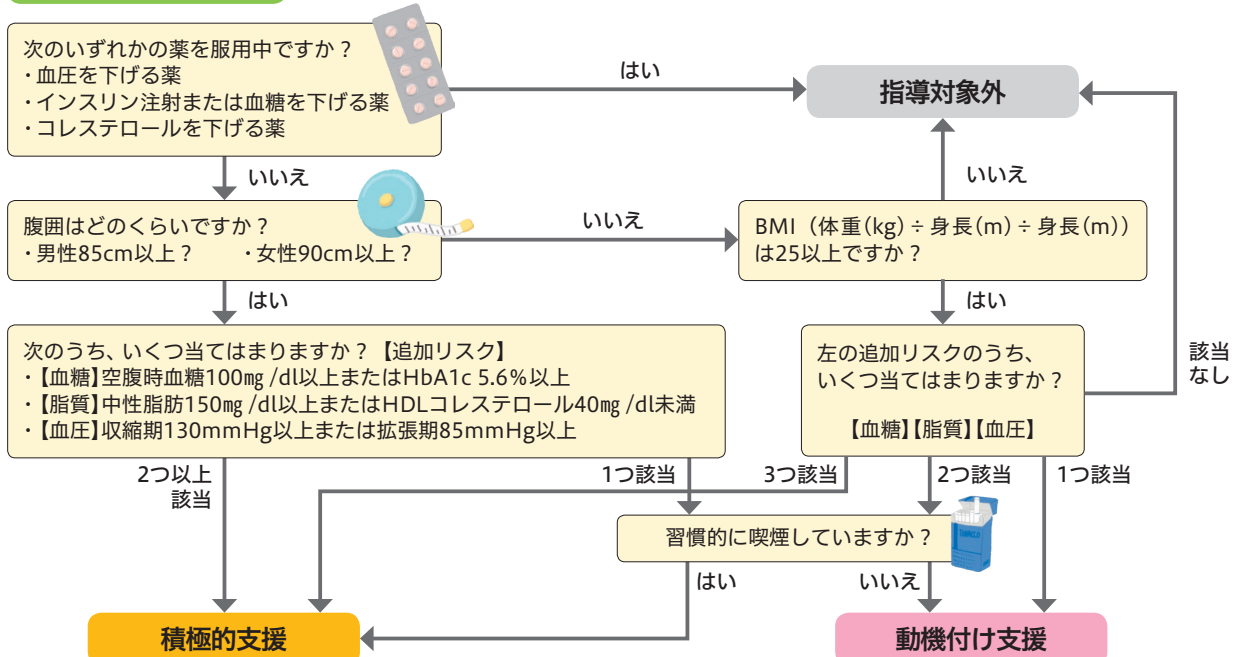 次のいずれかの薬を服用中ですか？
・血圧を下げる薬
・インスリン注射または血糖を下げる薬
・コレステロールを下げる薬
はい
指導対象外
いいえ
いいえ
腹囲はどのくらいですか？
・男性85cm以上？ ・女性90cm以上？
いいえ
BMI（体重(kg)÷身長(m)÷身長(m)）
は25以上ですか？
はい
はい
次のうち、いくつ当てはまりますか？【追加リスク】
・【血糖】空腹時血糖100㎎/dl以上またはHbA1c 5.6%以上
・【脂質】中性脂肪150㎎/dl以上またはHDLコレステロール40㎎/dl未満
・【血圧】収縮期130mmHg以上または拡張期85mmHg以上
左の追加リスクのうち、
いくつ当てはまりますか？
【血糖】【脂質】【血圧】
該当
なし
2つ以上
該当
1つ該当
3つ該当
2つ該当
1つ該当
習慣的に喫煙していますか？
TOBACCO
はい
いいえ
積極的支援
動機付け支援